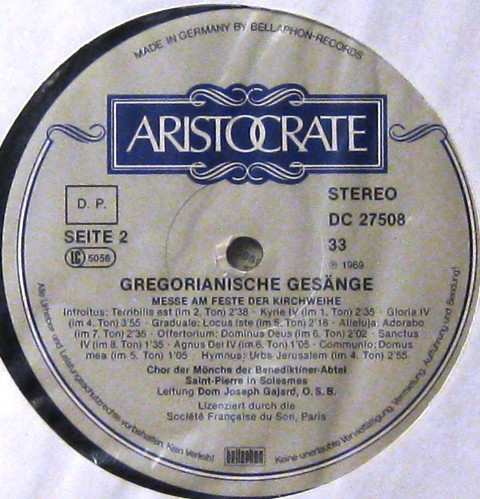 MADE IN GERMANY BY BELLAPHON-RECORDS
ARISTOCRATE
D. P.
SEITE 2
LC 5056
STEREO
DC 27508
33
℗ 1969
GREGORIANISCHE GESÄNGE
MESSE AM FESTE DER KIRCHWEIHE
Introitus: Terribilis est (im 2. Ton) 2'38 - Kyrie IV (im 1. Ton) 2'35 - Gloria IV
(im 4. Ton) 3'55 - Graduale: Locus iste (im 5. Ton) 2'18 - Alleluja: Adorabo
(im 7. Ton) 2'35 - Offertorium: Dominus Deus (im 6. Ton) 2'02 - Sanctus
IV (im 8. Ton) 1'35 - Agnus Dei IV (im 6. Ton) 1'05 - Communio: Domus
mea (im 5. Ton) 1'05 - Hymnus: Urbs Jerusalem (im 4. Ton) 2'55
Chor der Mönche der Benediktiner-Abtei
Saint-Pierre in Solesmes
Leitung Dom Joseph Gajard, O. S. B.
Lizenziert durch die
Société Française du Son, Paris
bellaphon
Alle Urheber und Leistungsschutzrechte vorbehalten. Kein Verleih! Keine unerlaubte Vervielfältigung, Vermietung, Aufführung und Sendung!